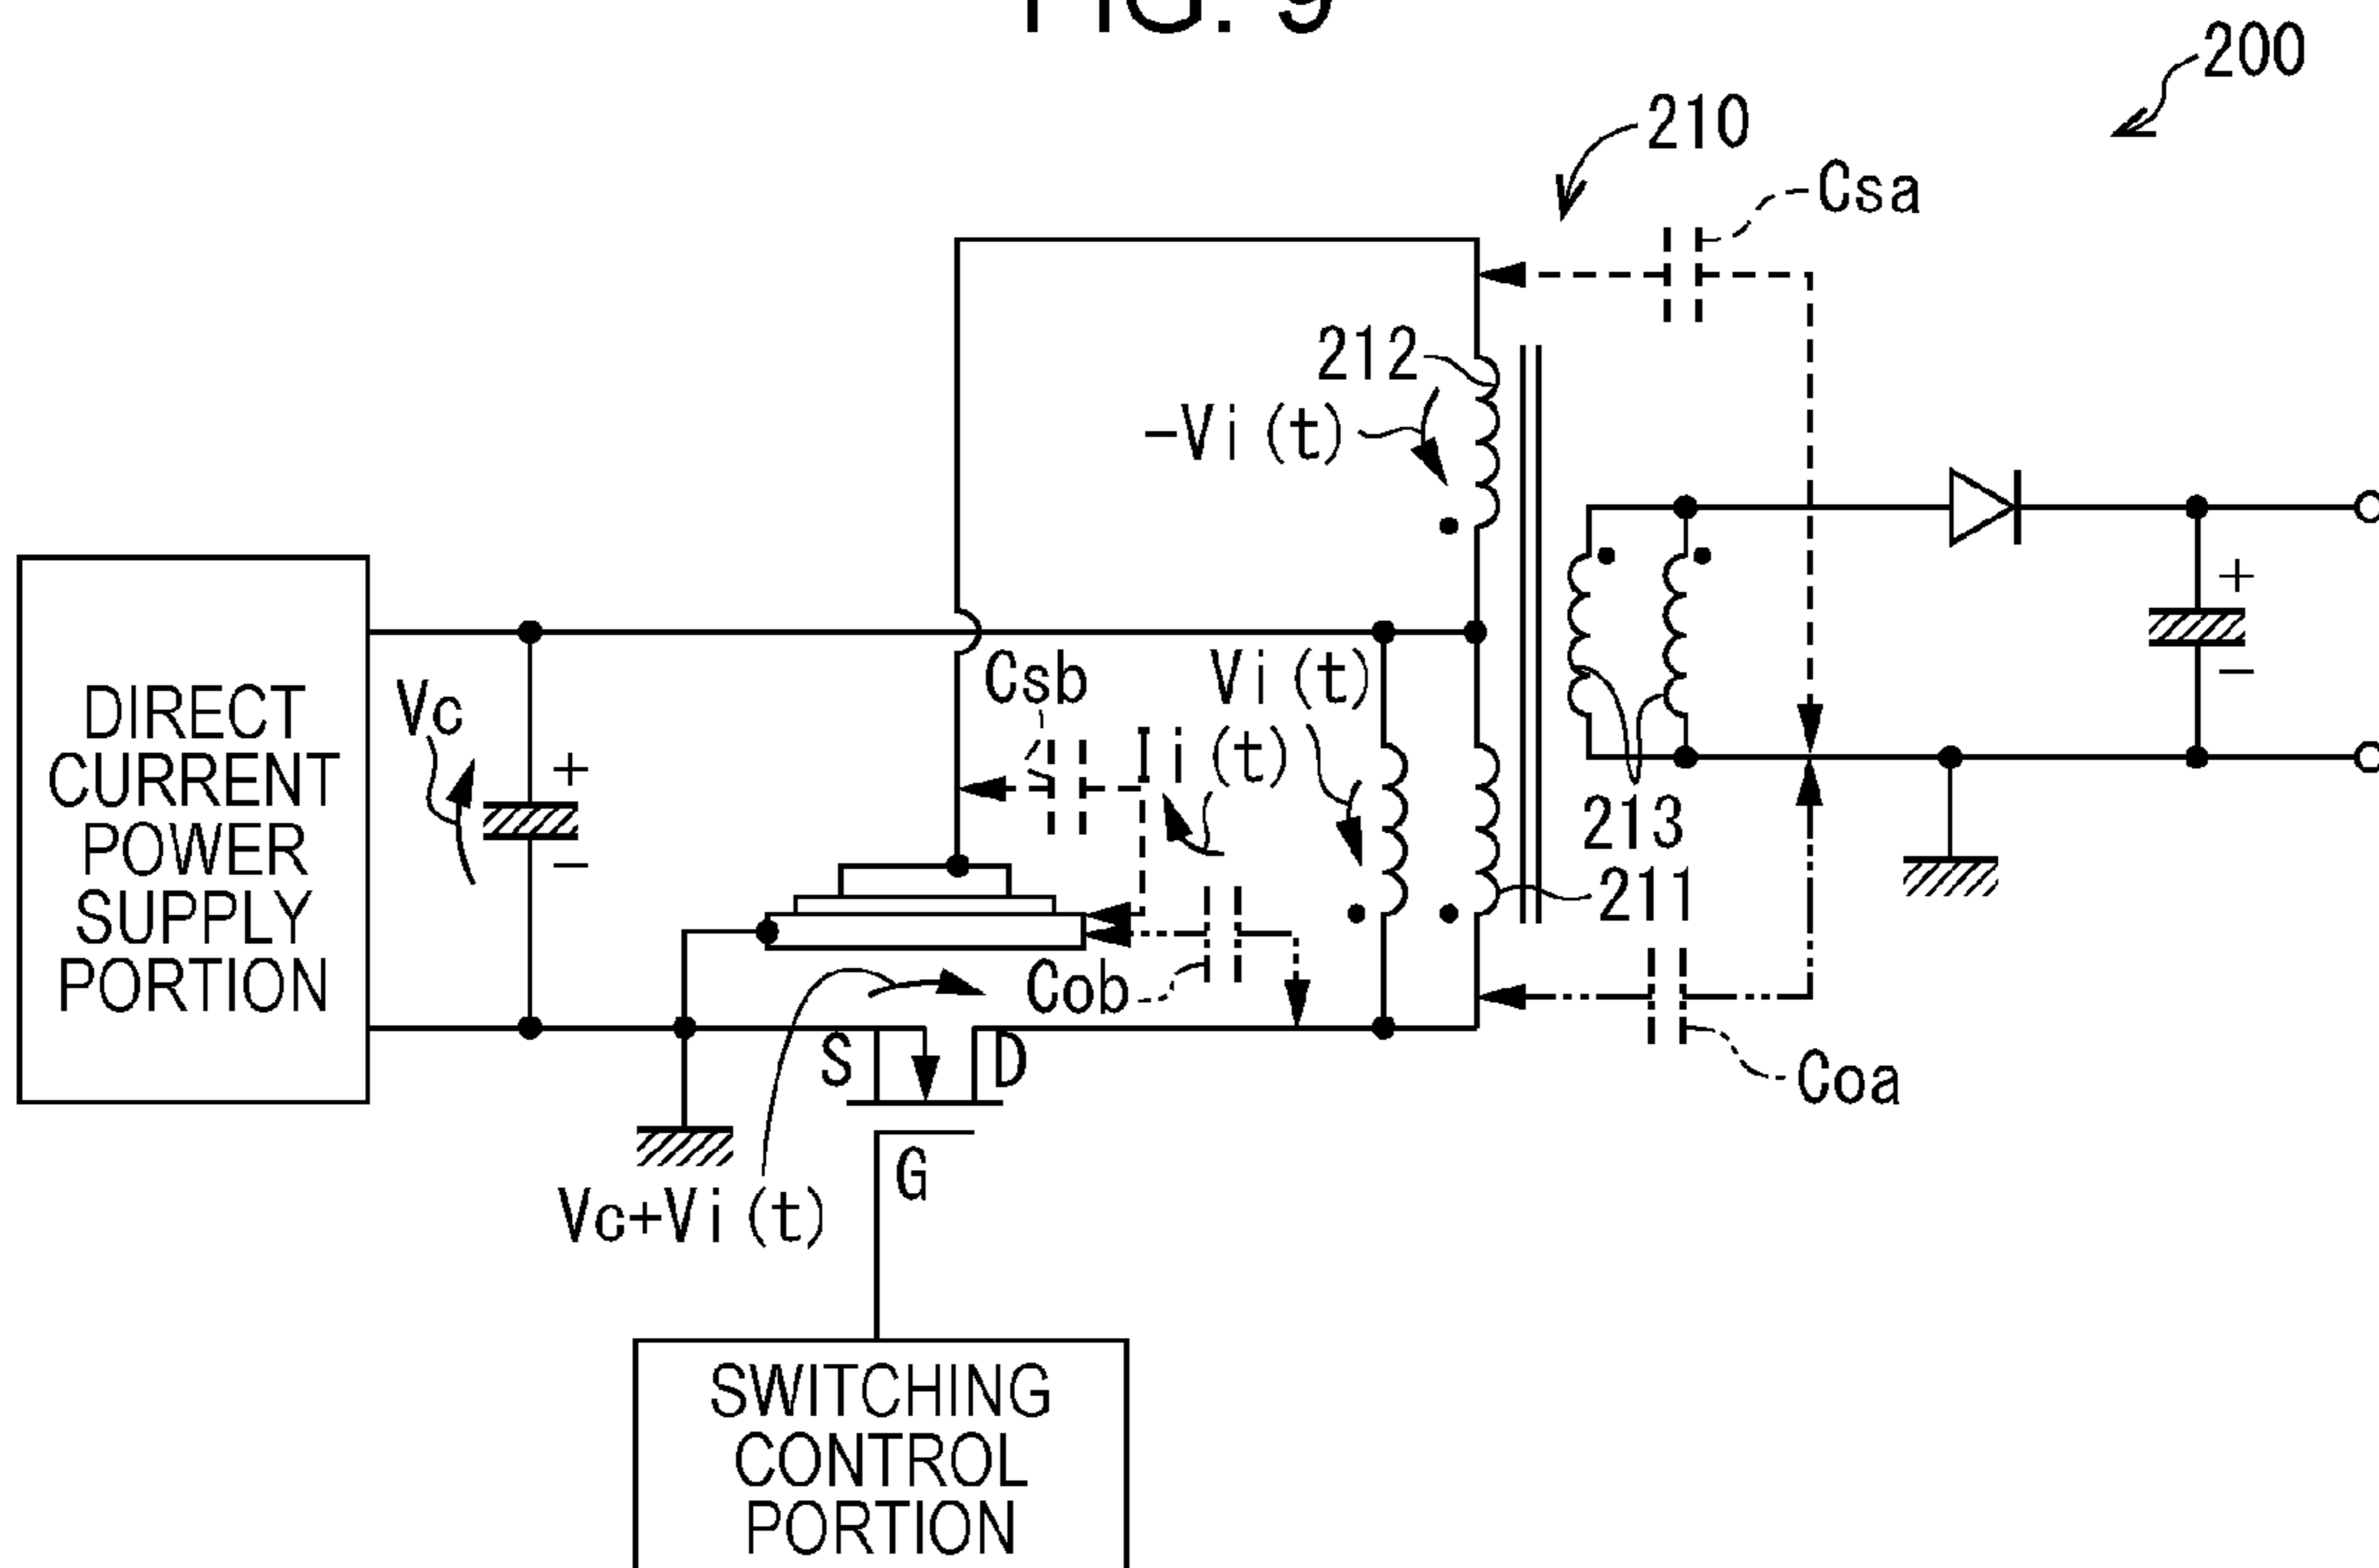 FIG. 9
200
210
Csa
212
-Vi(t)
DIRECT
CURRENT
POWER
SUPPLY
PORTION
Vc
+
−
Csb
Vi(t)
Ii(t)
+
−
213
211
Cob
Coa
S
D
G
Vc+Vi(t)
SWITCHING
CONTROL
PORTION